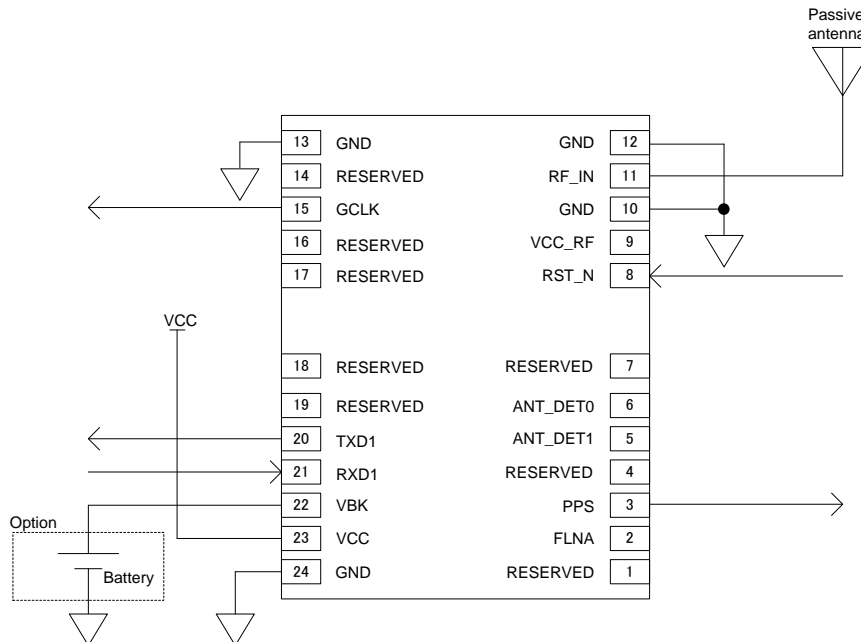 Passive
antenna
13 GND GND 12
14 RESERVED RF_IN 11
15 GCLK GND 10
16 RESERVED VCC_RF 9
17 RESERVED RST_N 8
VCC
18 RESERVED RESERVED 7
19 RESERVED ANT_DET0 6
20 TXD1 ANT_DET1 5
21 RXD1 RESERVED 4
22 VBK PPS 3
Option
23 VCC FLNA 2
Battery
24 GND RESERVED 1